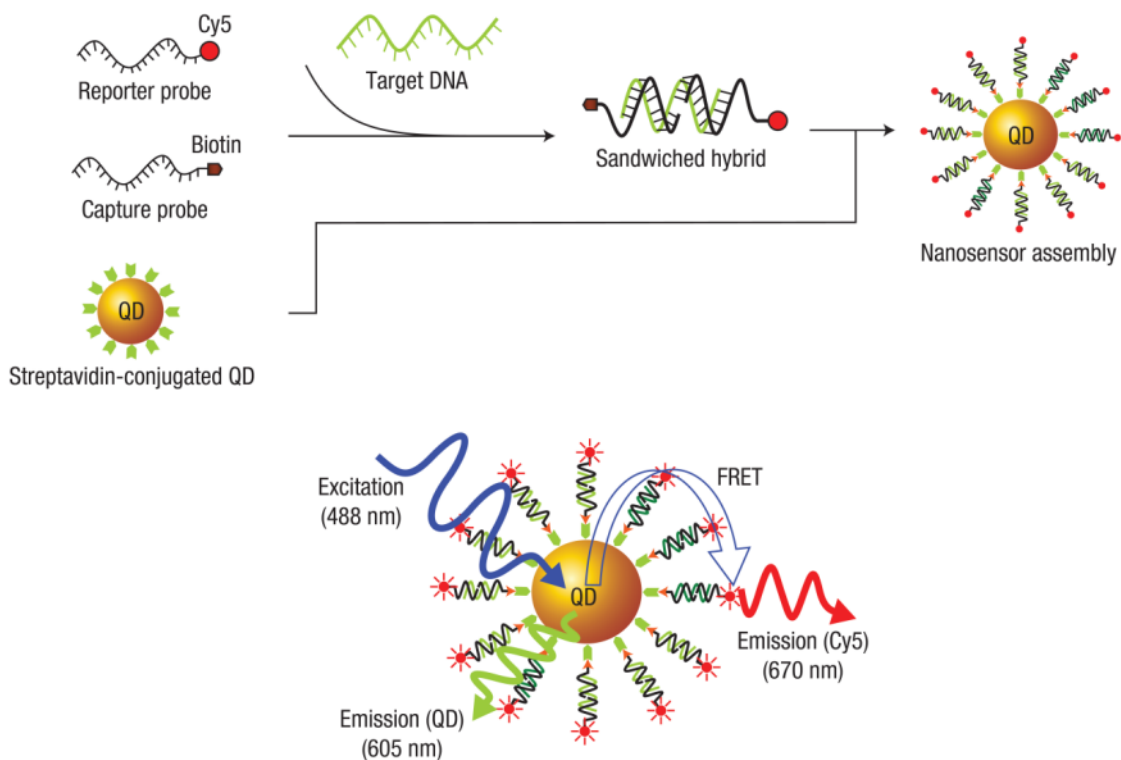 Cy5
Reporter probe
Target DNA
Biotin
Capture probe
Sandwiched hybrid
QD
Nanosensor assembly
QD
Streptavidin-conjugated QD
Excitation
(488 nm)
FRET
QD
Emission (Cy5)
(670 nm)
Emission (QD)
(605 nm)